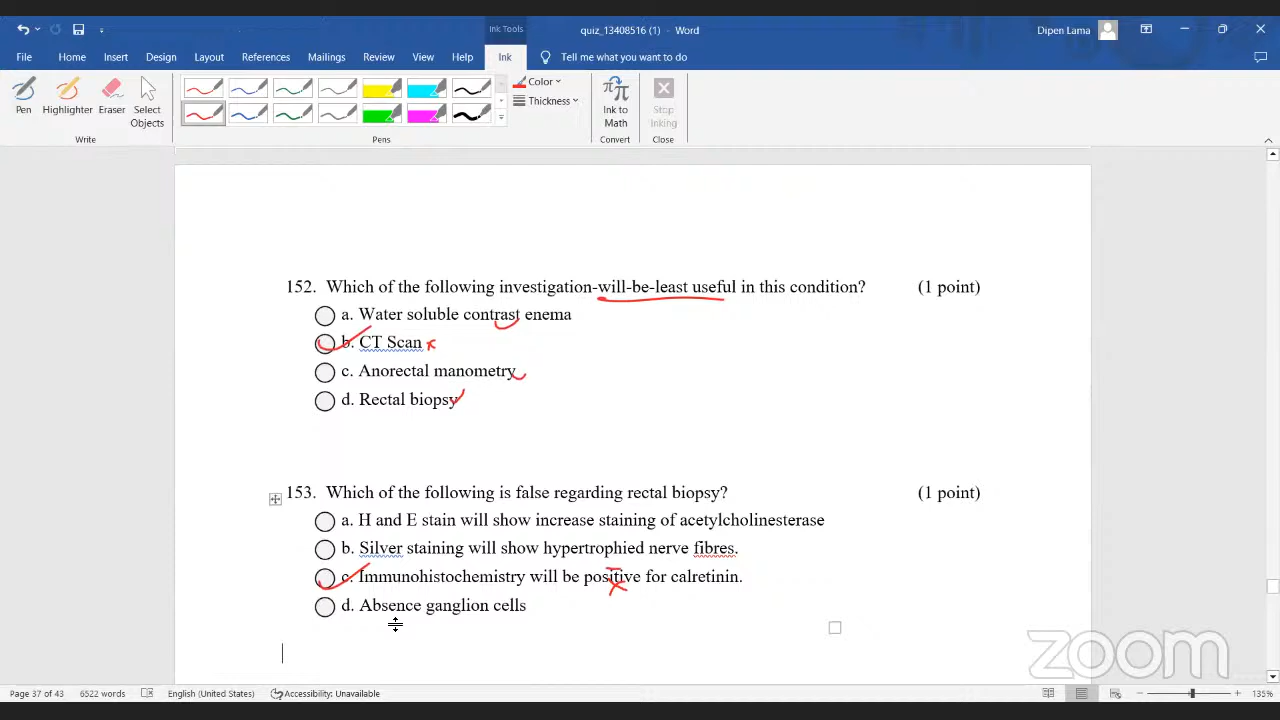 Ink Tools
quiz_13408516 (1) - Word
Dipen Lama
File Home Insert Design Layout References Mailings Review View Help Ink Tell me what you want to do
Color
Thickness
Pen Highlighter Eraser Select Objects
Ink to Math
Stop Inking
Write Pens Convert Close
152. Which of the following investigation-will-be-least useful in this condition? (1 point)
a. Water soluble contrast enema
b. CT Scan
c. Anorectal manometry
d. Rectal biopsy
153. Which of the following is false regarding rectal biopsy? (1 point)
a. H and E stain will show increase staining of acetylcholinesterase
b. Silver staining will show hypertrophied nerve fibres.
c. Immunohistochemistry will be positive for calretinin.
d. Absence ganglion cells
zoom
Page 37 of 43 6522 words English (United States) Accessibility: Unavailable 135%